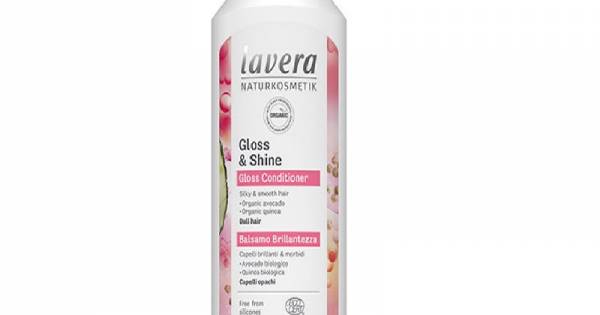 lavera
NATURKOSMETIK
ORGANIC
Gloss
& Shine
Gloss Conditioner
Silky & smooth hair
• Organic avocado
• Organic quinoa
Dull hair
Balsamo Brillantezza
Capelli brillanti & morbidi
• Avocado biologico
• Quinoa biologica
Capelli opachi
Free from
silicones